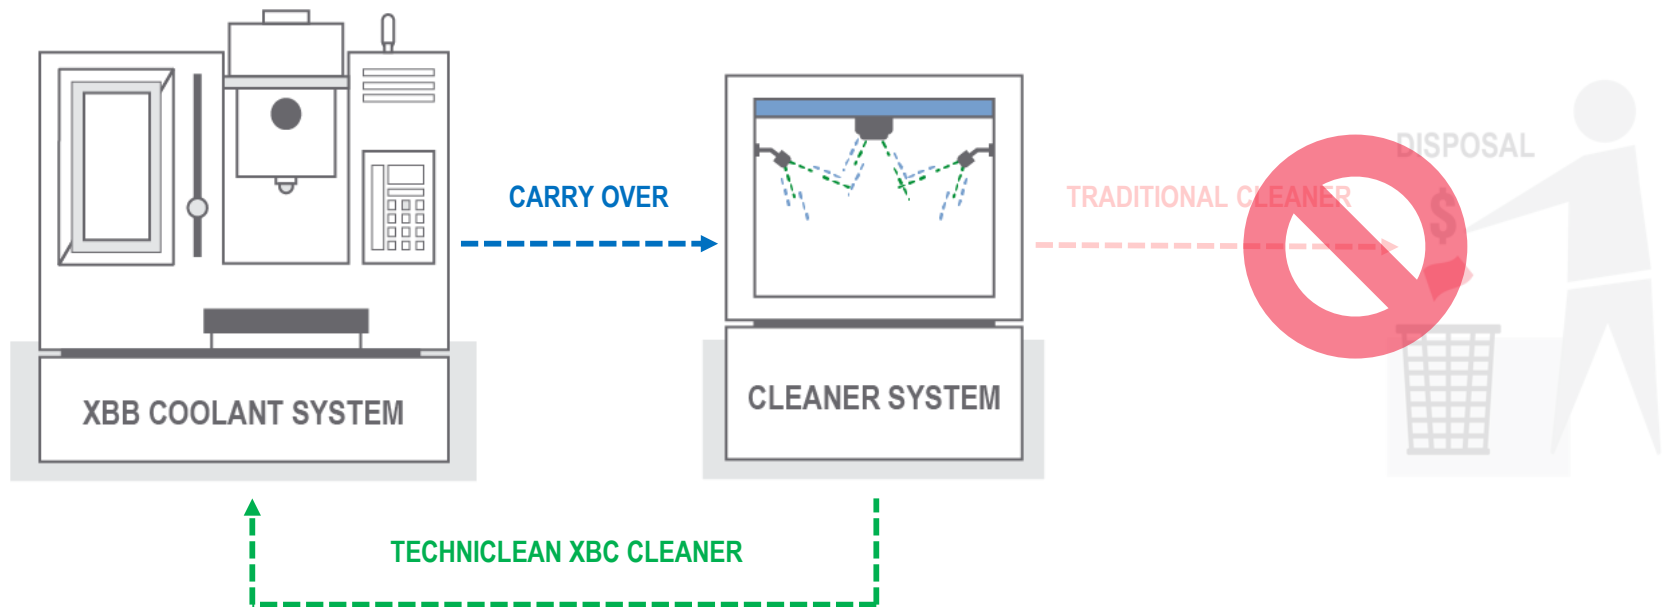 DISPOSAL
CARRY OVER
TRADITIONAL CLEANER
$
XBB COOLANT SYSTEM
CLEANER SYSTEM
TECHNICLEAN XBC CLEANER